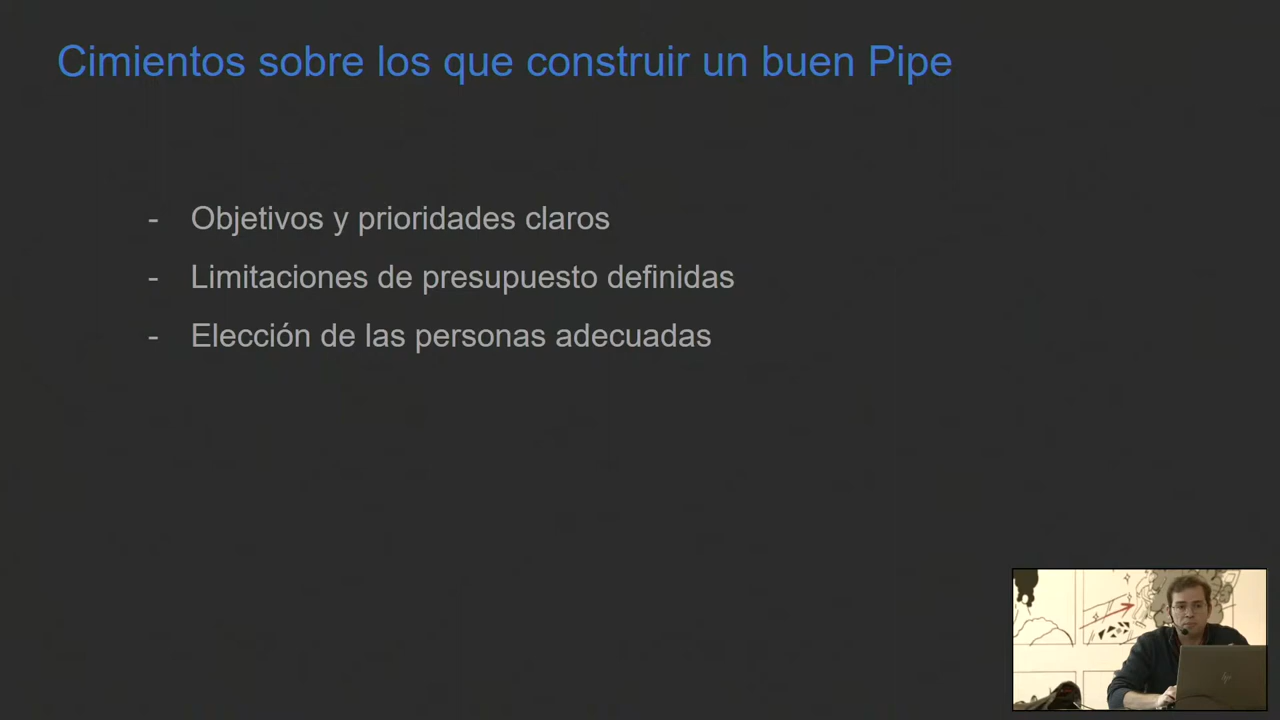 Cimientos sobre los que construir un buen Pipe
- Objetivos y prioridades claros
- Limitaciones de presupuesto definidas
- Elección de las personas adecuadas